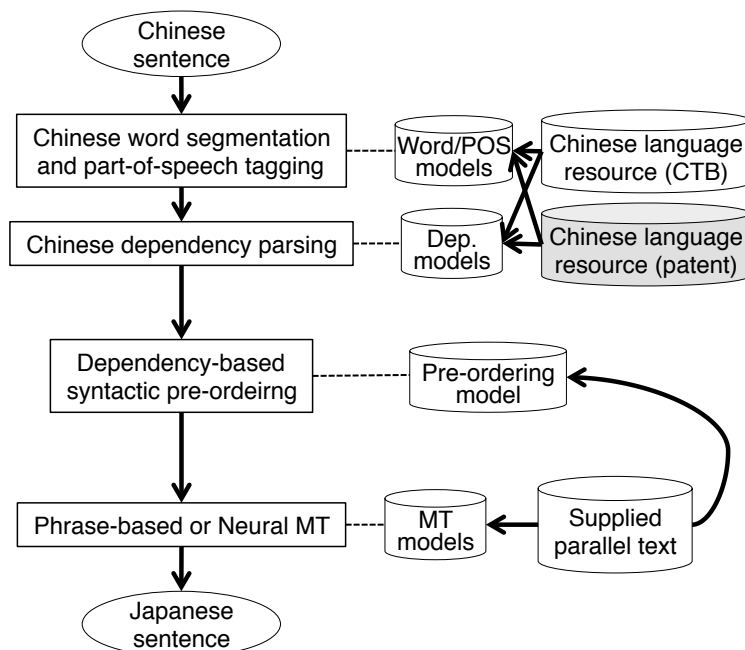 Chinese
sentence
Chinese word segmentation
and part-of-speech tagging
Word/POS
models
Chinese language
resource (CTB)
Chinese dependency parsing
Dep.
models
Chinese language
resource (patent)
Dependency-based
syntactic pre-ordeirng
Pre-ordering
model
Phrase-based or Neural MT
MT
models
Supplied
parallel text
Japanese
sentence